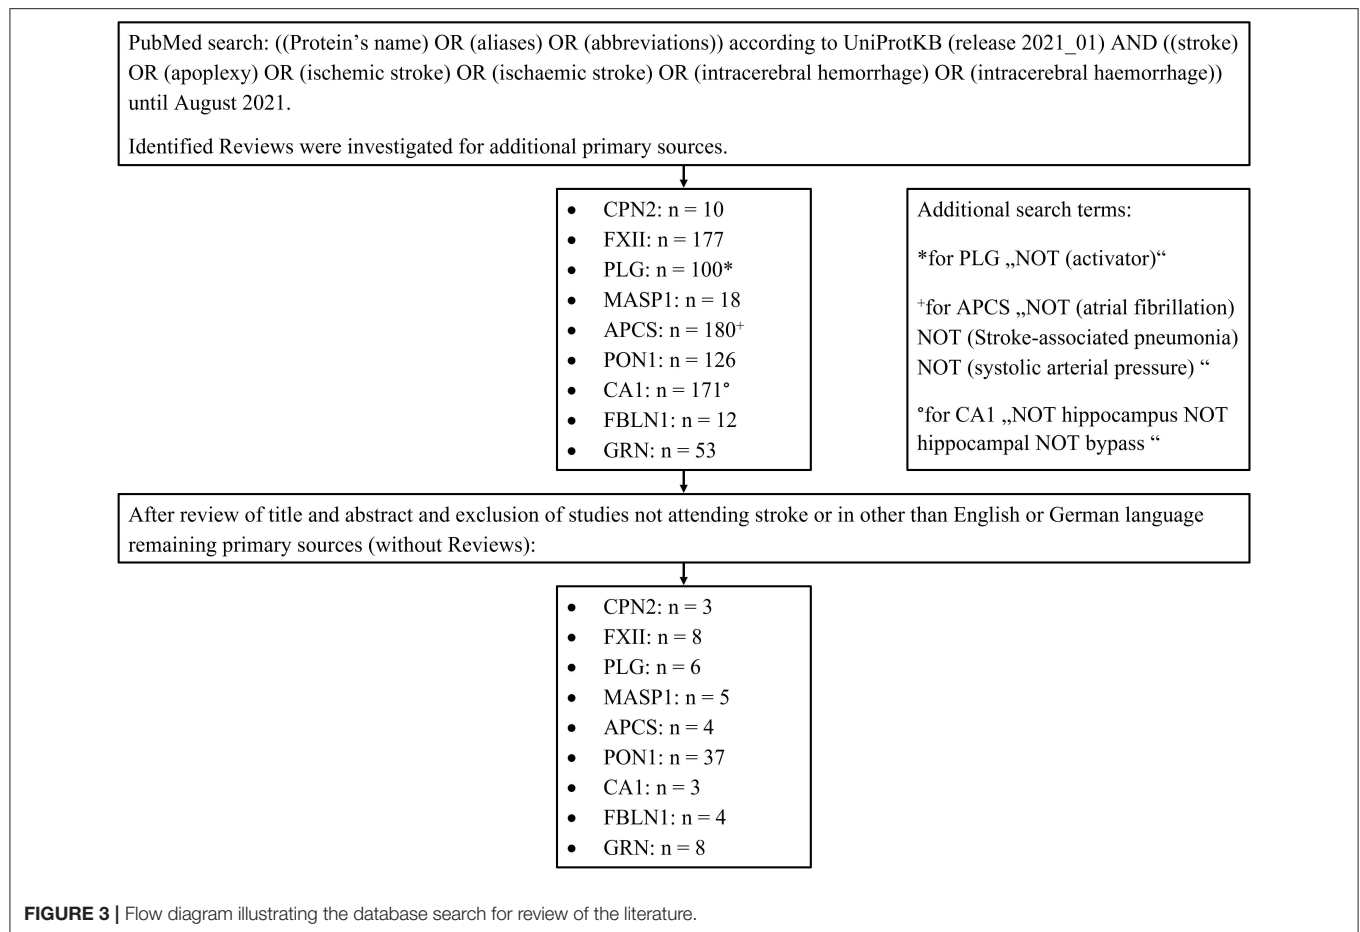 PubMed search: ((Protein's name) OR (aliases) OR (abbreviations)) according to UniProtKB (release 2021_01) AND ((stroke)
OR (apoplexy) OR (ischemic stroke) OR (ischaemic stroke) OR (intracerebral hemorrhage) OR (intracerebral haemorrhage))
until August 2021.
Identified Reviews were investigated for additional primary sources.
• CPN2: n = 10
• FXII: n = 177
• PLG: n = 100*
• MASP1: n = 18
• APCS: n = 180⁺
• PON1: n = 126
• CA1: n = 171°
• FBLN1: n = 12
• GRN: n = 53
Additional search terms:
*for PLG „NOT (activator)“
⁺for APCS „NOT (atrial fibrillation)
NOT (Stroke-associated pneumonia)
NOT (systolic arterial pressure) “
°for CA1 „NOT hippocampus NOT
hippocampal NOT bypass “
After review of title and abstract and exclusion of studies not attending stroke or in other than English or German language
remaining primary sources (without Reviews):
• CPN2: n = 3
• FXII: n = 8
• PLG: n = 6
• MASP1: n = 5
• APCS: n = 4
• PON1: n = 37
• CA1: n = 3
• FBLN1: n = 4
• GRN: n = 8
FIGURE 3 | Flow diagram illustrating the database search for review of the literature.